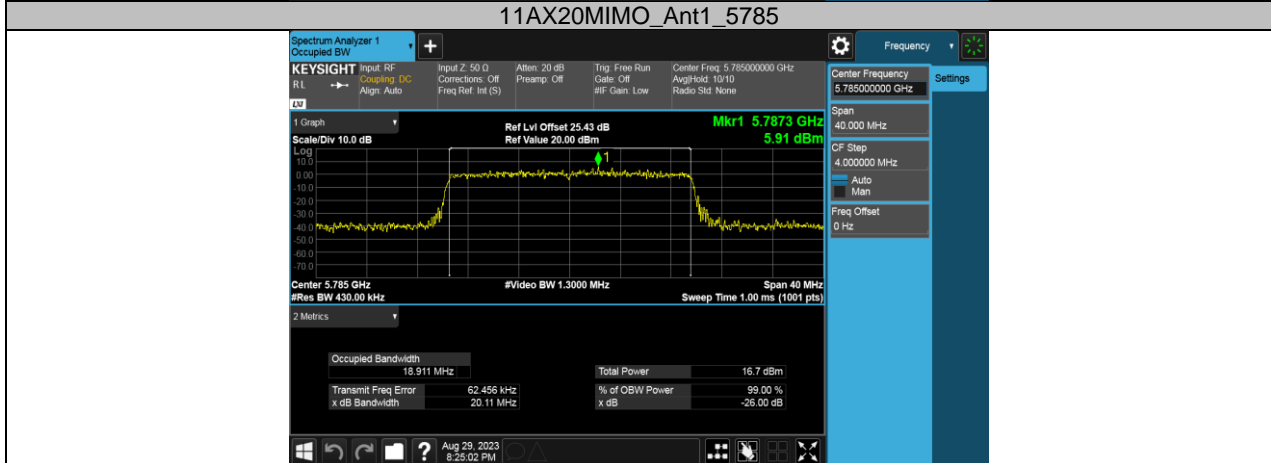 11AX20MIMO_Ant1_5785
Spectrum Analyzer 1
Occupied BW
+
Frequency
KEYSIGHT
RL
Input: RF
Coupling: DC
Align: Auto
Input Z: 50 Ω
Corrections: Off
Freq Ref: Int (S)
Atten: 20 dB
Preamp: Off
Trig: Free Run
Gate: Off
#IF Gain: Low
Center Freq: 5.785000000 GHz
Avg|Hold: 10/10
Radio Std: None
LXI
1 Graph
Scale/Div 10.0 dB
Ref Lvl Offset 25.43 dB
Ref Value 20.00 dBm
Mkr1 5.7873 GHz
5.91 dBm
Log
10.0
0.00
-10.0
-20.0
-30.0
-40.0
-50.0
-60.0
-70.0
1
Center 5.785 GHz
#Res BW 430.00 kHz
#Video BW 1.3000 MHz
Span 40 MHz
Sweep Time 1.00 ms (1001 pts)
2 Metrics
Occupied Bandwidth
18.911 MHz
Transmit Freq Error 62.456 kHz
x dB Bandwidth 20.11 MHz
Total Power 16.7 dBm
% of OBW Power 99.00 %
x dB -26.00 dB
Center Frequency
5.785000000 GHz
Settings
Span
40.000 MHz
CF Step
4.000000 MHz
Auto
Man
Freq Offset
0 Hz
?
Aug 29, 2023
8:25:02 PM